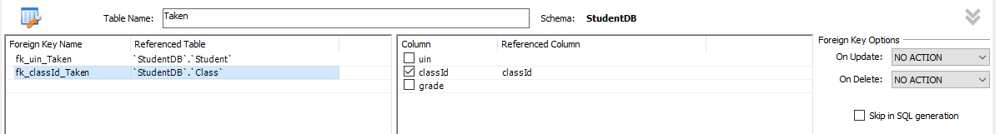 Table Name: Taken Schema: StudentDB
Foreign Key Name Referenced Table
fk_uin_Taken `StudentDB`.`Student`
fk_classId_Taken `StudentDB`.`Class`
Column Referenced Column
uin
classId classId
grade
Foreign Key Options
On Update: NO ACTION
On Delete: NO ACTION
Skip in SQL generation